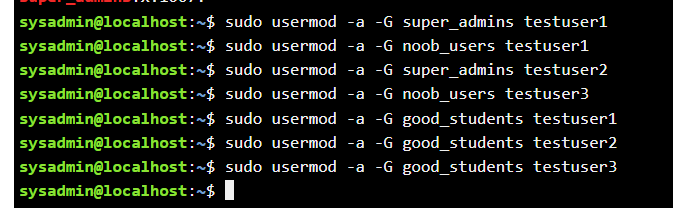 sysadmin@localhost:~$ sudo usermod -a -G super_admins testuser1
sysadmin@localhost:~$ sudo usermod -a -G noob_users testuser1
sysadmin@localhost:~$ sudo usermod -a -G super_admins testuser2
sysadmin@localhost:~$ sudo usermod -a -G noob_users testuser3
sysadmin@localhost:~$ sudo usermod -a -G good_students testuser1
sysadmin@localhost:~$ sudo usermod -a -G good_students testuser2
sysadmin@localhost:~$ sudo usermod -a -G good_students testuser3
sysadmin@localhost:~$